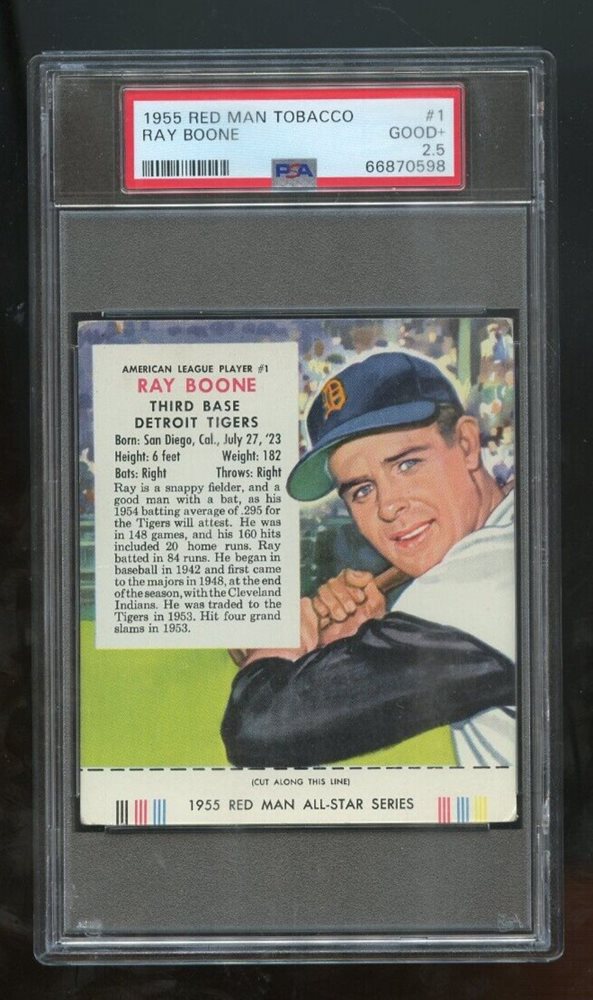 1955 RED MAN TOBACCO #1
RAY BOONE GOOD+
2.5
PSA 66870598
AMERICAN LEAGUE PLAYER #1
RAY BOONE
THIRD BASE
DETROIT TIGERS
Born: San Diego, Cal., July 27, '23
Height: 6 feet Weight: 182
Bats: Right Throws: Right
Ray is a snappy fielder, and a
good man with a bat, as his
1954 batting average of .295 for
the Tigers will attest. He was
in 148 games, and his 160 hits
included 20 home runs. Ray
batted in 84 runs. He began in
baseball in 1942 and first came
to the majors in 1948, at the end
of the season, with the Cleveland
Indians. He was traded to the
Tigers in 1953. Hit four grand
slams in 1953.
D
(CUT ALONG THIS LINE)
1955 RED MAN ALL-STAR SERIES